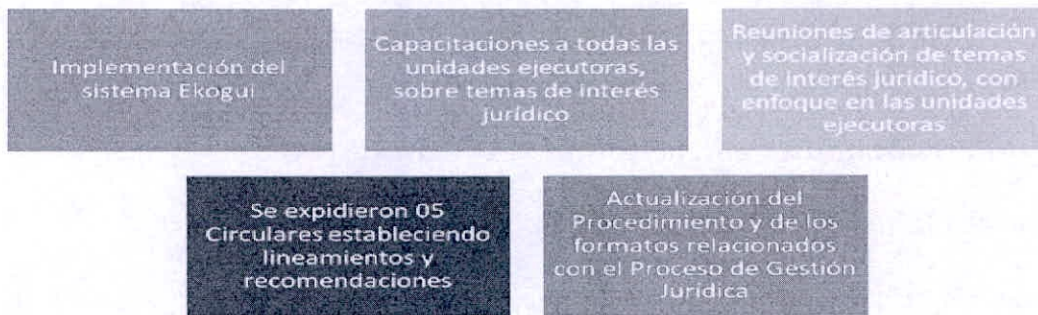 Implementación del
sistema Ekogui
Capacitaciones a todas las
unidades ejecutoras,
sobre temas de interés
jurídico
Reuniones de articulación
y socialización de temas
de interés jurídico, con
enfoque en las unidades
ejecutoras
Se expidieron 05
Circulares estableciendo
lineamientos y
recomendaciones
Actualización del
Procedimiento y de los
formatos relacionados
con el Proceso de Gestión
Jurídica